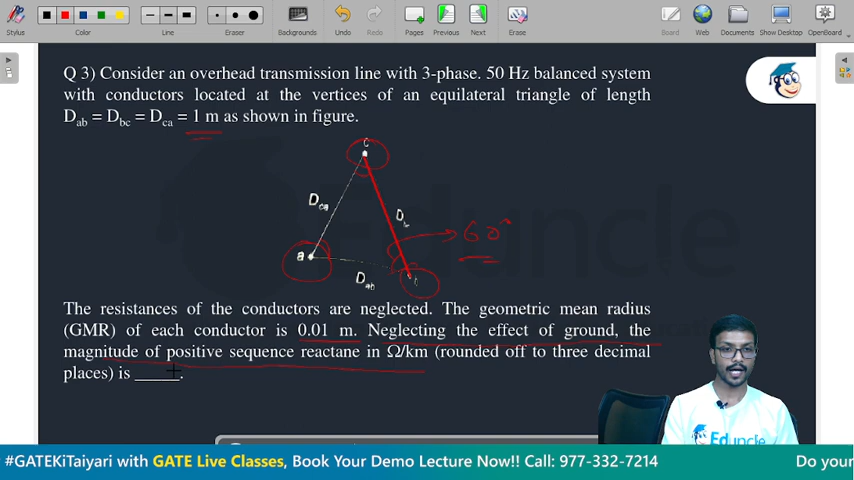 Stylus
Color
Line
Eraser
Backgrounds
Undo
Redo
Pages
Previous
Next
Erase
Board
Web
Documents
Show Desktop
OpenBoard
Q 3) Consider an overhead transmission line with 3-phase. 50 Hz balanced system
with conductors located at the vertices of an equilateral triangle of length
Dab = Dbc = Dca = 1 m as shown in figure.
c
Dca
a
Dab
60°
Eduncle
The resistances of the conductors are neglected. The geometric mean radius
(GMR) of each conductor is 0.01 m. Neglecting the effect of ground, the
magnitude of positive sequence reactane in Ω/km (rounded off to three decimal
places) is _____.
Eduncle
#GATEKiTaiyari with GATE Live Classes, Book Your Demo Lecture Now!! Call: 977-332-7214
Do your